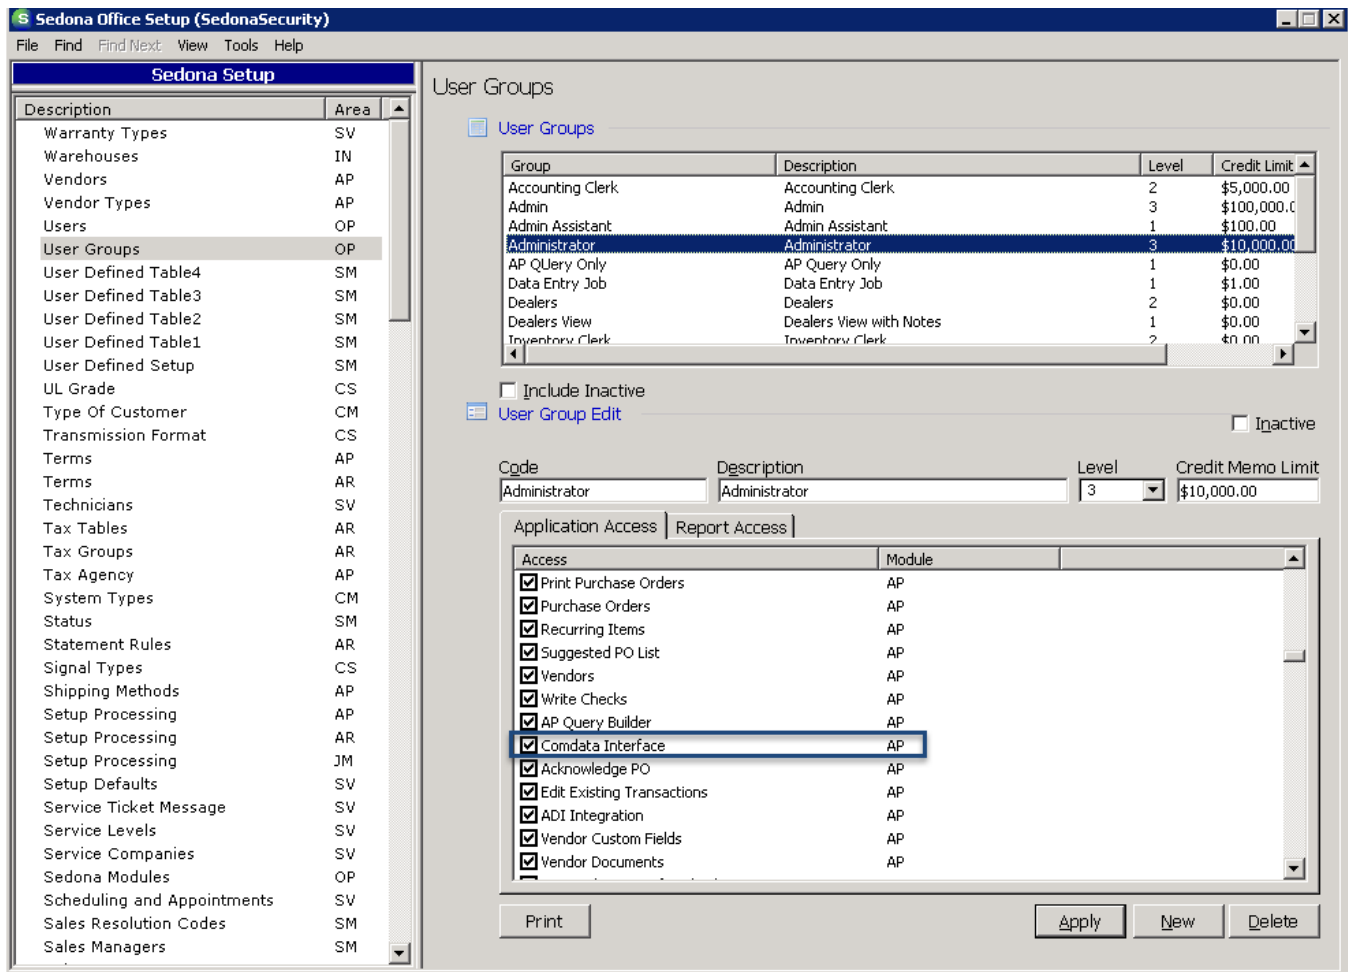 S Sedona Office Setup (SedonaSecurity)
File Find Find Next View Tools Help
Sedona Setup
Description Area
Warranty Types SV
Warehouses IN
Vendors AP
Vendor Types AP
Users OP
User Groups OP
User Defined Table4 SM
User Defined Table3 SM
User Defined Table2 SM
User Defined Table1 SM
User Defined Setup SM
UL Grade CS
Type Of Customer CM
Transmission Format CS
Terms AP
Terms AR
Technicians SV
Tax Tables AR
Tax Groups AR
Tax Agency AP
System Types CM
Status SM
Statement Rules AR
Signal Types CS
Shipping Methods AP
Setup Processing AP
Setup Processing AR
Setup Processing JM
Setup Defaults SV
Service Ticket Message SV
Service Levels SV
Service Companies SV
Sedona Modules OP
Scheduling and Appointments SV
Sales Resolution Codes SM
Sales Managers SM
User Groups
User Groups
Group Description Level Credit Limit
Accounting Clerk Accounting Clerk 2 $5,000.00
Admin Admin 3 $100,000.0
Admin Assistant Admin Assistant 1 $100.00
Administrator Administrator 3 $10,000.00
AP QUery Only AP Query Only 1 $0.00
Data Entry Job Data Entry Job 1 $1.00
Dealers Dealers 2 $0.00
Dealers View Dealers View with Notes 1 $0.00
Inventory Clerk Inventory Clerk 2 $0.00
Include Inactive
User Group Edit
Inactive
Code Description Level Credit Memo Limit
Administrator Administrator 3 $10,000.00
Application Access Report Access
Access Module
Print Purchase Orders AP
Purchase Orders AP
Recurring Items AP
Suggested PO List AP
Vendors AP
Write Checks AP
AP Query Builder AP
Comdata Interface AP
Acknowledge PO AP
Edit Existing Transactions AP
ADI Integration AP
Vendor Custom Fields AP
Vendor Documents AP
Print Apply New Delete